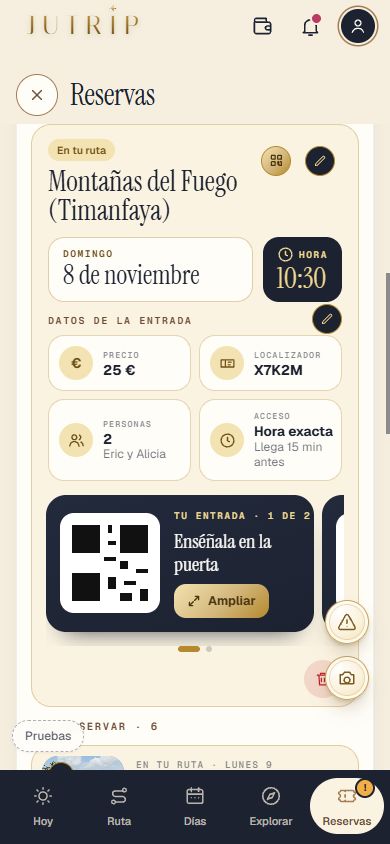 JUTRIP
Reservas
En tu ruta
Montañas del Fuego
(Timanfaya)
DOMINGO
8 de noviembre
HORA
10:30
DATOS DE LA ENTRADA
PRECIO
25 €
LOCALIZADOR
X7K2M
PERSONAS
2
Eric y Alicia
ACCESO
Hora exacta
Llega 15 min
antes
TU ENTRADA · 1 DE 2
Enséñala en la
puerta
Ampliar
SERVAR · 6
Pruebas
EN TU RUTA · LUNES 9
Hoy
Ruta
Días
Explorar
Reservas